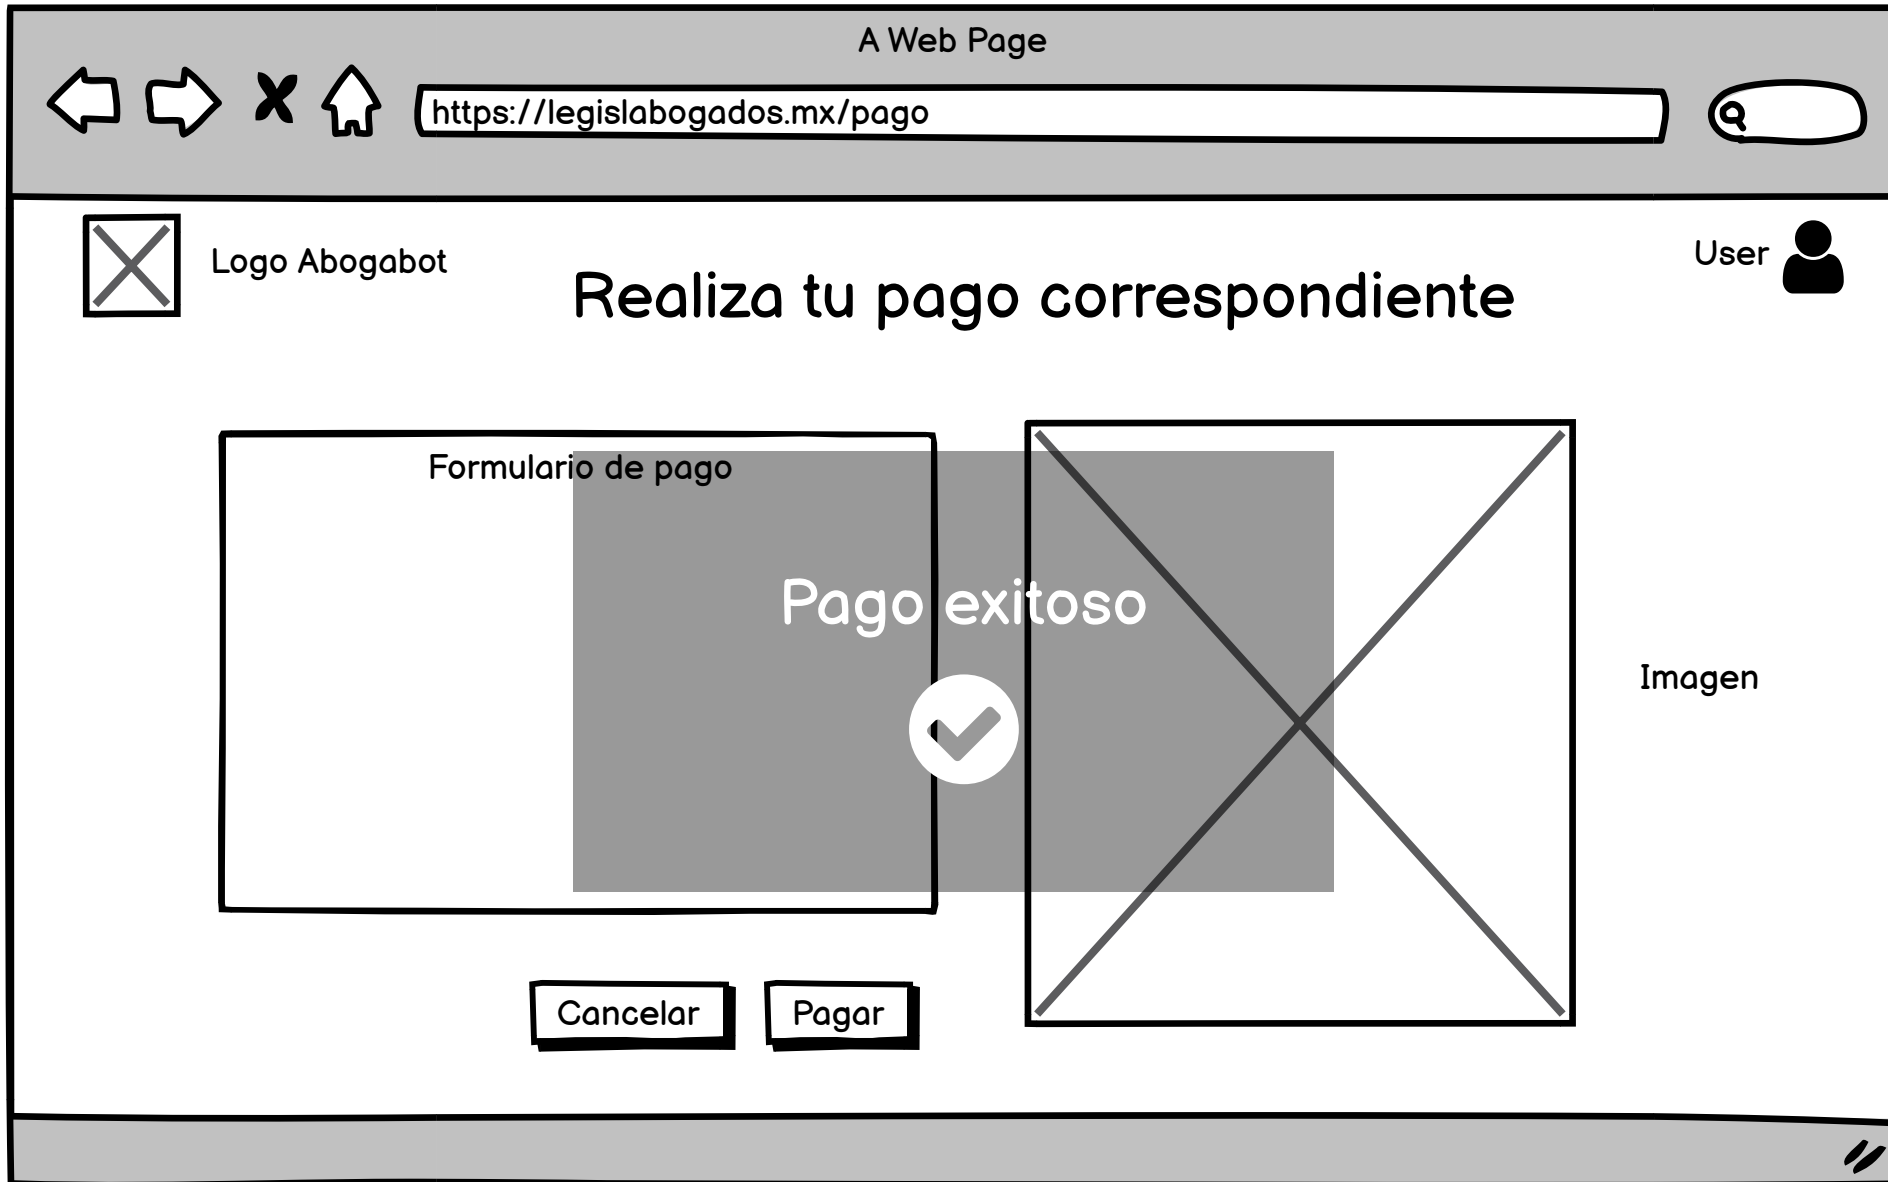 A Web Page
https://legislabogados.mx/pago
Logo Abogabot
User
Realiza tu pago correspondiente
Formulario de pago
Pago exitoso
Imagen
Cancelar
Pagar